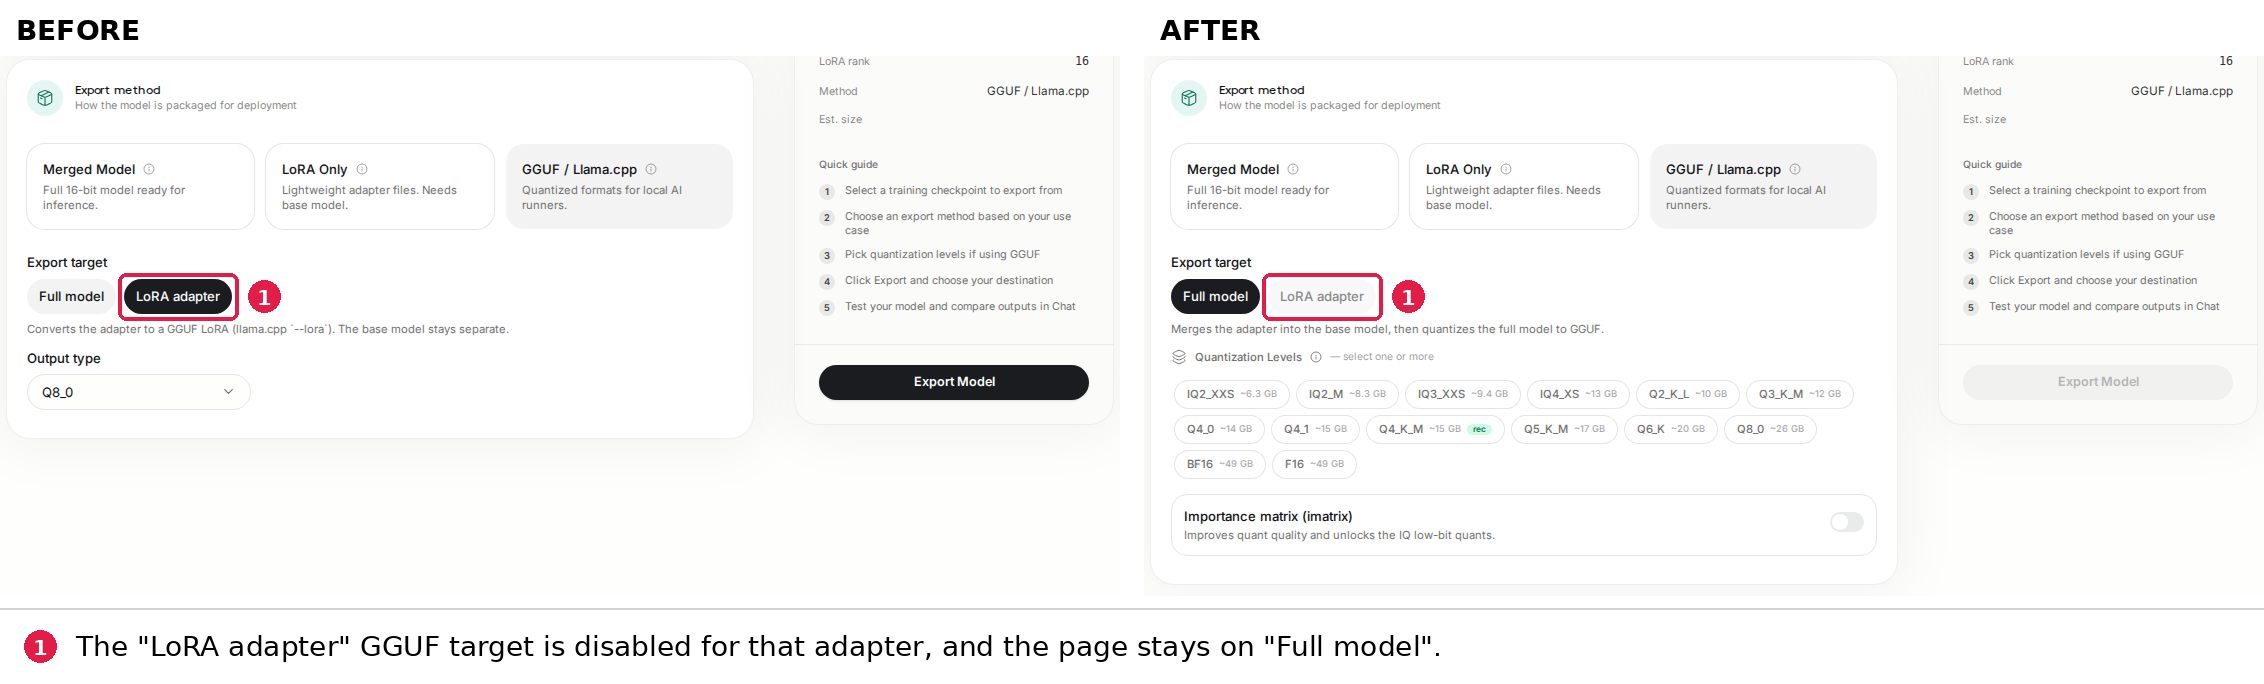 BEFORE
Export method
How the model is packaged for deployment
Merged Model
Full 16-bit model ready for
inference.
LoRA Only
Lightweight adapter files. Needs
base model.
GGUF / Llama.cpp
Quantized formats for local AI
runners.
Export target
Full model
LoRA adapter
1
Converts the adapter to a GGUF LoRA (llama.cpp `--lora`). The base model stays separate.
Output type
Q8_0
LoRA rank 16
Method GGUF / Llama.cpp
Est. size
Quick guide
1 Select a training checkpoint to export from
2 Choose an export method based on your use
case
3 Pick quantization levels if using GGUF
4 Click Export and choose your destination
5 Test your model and compare outputs in Chat
Export Model
AFTER
Export method
How the model is packaged for deployment
Merged Model
Full 16-bit model ready for
inference.
LoRA Only
Lightweight adapter files. Needs
base model.
GGUF / Llama.cpp
Quantized formats for local AI
runners.
Export target
Full model
LoRA adapter
1
Merges the adapter into the base model, then quantizes the full model to GGUF.
Quantization Levels — select one or more
IQ2_XXS ~6.3 GB IQ2_M ~8.3 GB IQ3_XXS ~9.4 GB IQ4_XS ~13 GB Q2_K_L ~10 GB Q3_K_M ~12 GB
Q4_0 ~14 GB Q4_1 ~15 GB Q4_K_M ~15 GB rec Q5_K_M ~17 GB Q6_K ~20 GB Q8_0 ~26 GB
BF16 ~49 GB F16 ~49 GB
Importance matrix (imatrix)
Improves quant quality and unlocks the IQ low-bit quants.
LoRA rank 16
Method GGUF / Llama.cpp
Est. size
Quick guide
1 Select a training checkpoint to export from
2 Choose an export method based on your use
case
3 Pick quantization levels if using GGUF
4 Click Export and choose your destination
5 Test your model and compare outputs in Chat
Export Model
1 The "LoRA adapter" GGUF target is disabled for that adapter, and the page stays on "Full model".